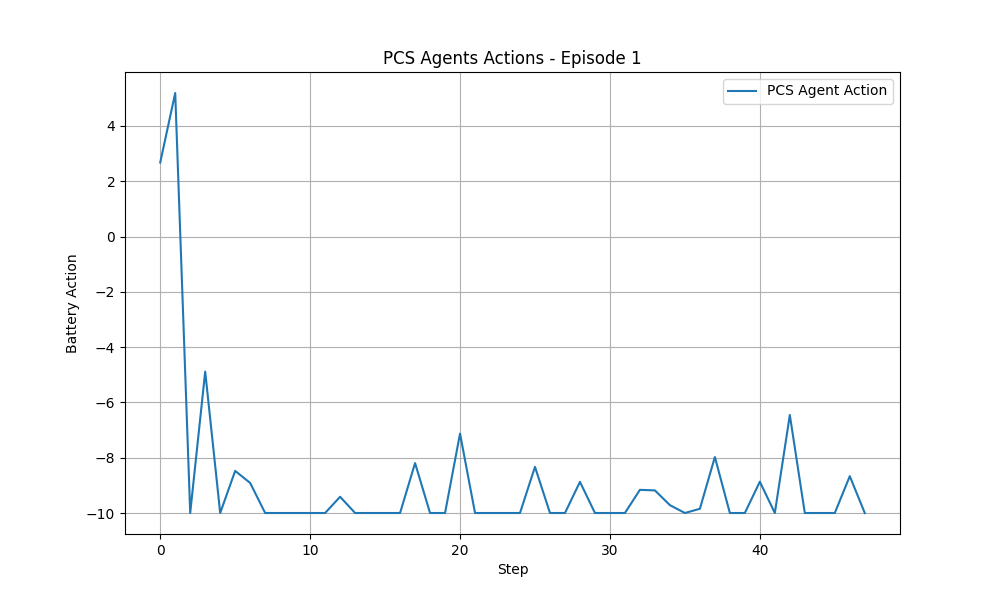 PCS Agents Actions - Episode 1
PCS Agent Action
Battery Action
4
2
0
−2
−4
−6
−8
−10
0 10 20 30 40
Step